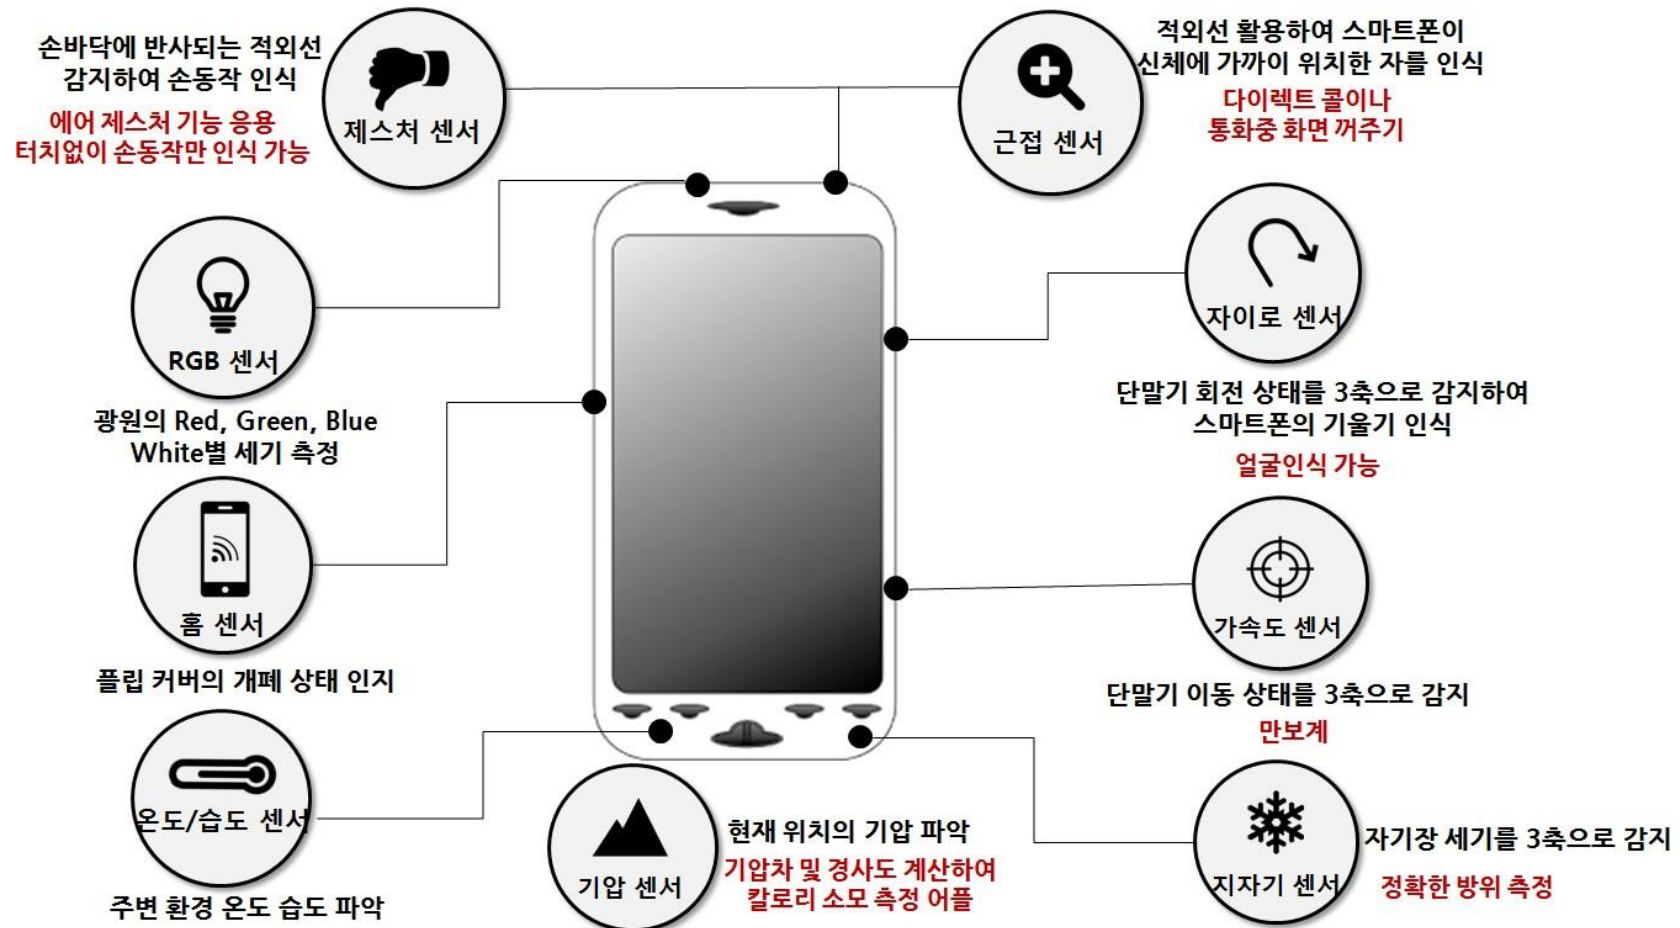 손바닥에 반사되는 적외선
감지하여 손동작 인식
에어 제스처 기능 응용
터치없이 손동작만 인식 가능
제스처 센서
근접 센서
적외선 활용하여 스마트폰이
신체에 가까이 위치한 자를 인식
다이렉트 콜이나
통화중 화면 꺼주기
RGB 센서
광원의 Red, Green, Blue
White별 세기 측정
자이로 센서
단말기 회전 상태를 3축으로 감지하여
스마트폰의 기울기 인식
얼굴인식 가능
홈 센서
플립 커버의 개폐 상태 인지
가속도 센서
단말기 이동 상태를 3축으로 감지
만보계
온도/습도 센서
주변 환경 온도 습도 파악
기압 센서
현재 위치의 기압 파악
기압차 및 경사도 계산하여
칼로리 소모 측정 어플
지자기 센서
자기장 세기를 3축으로 감지
정확한 방위 측정